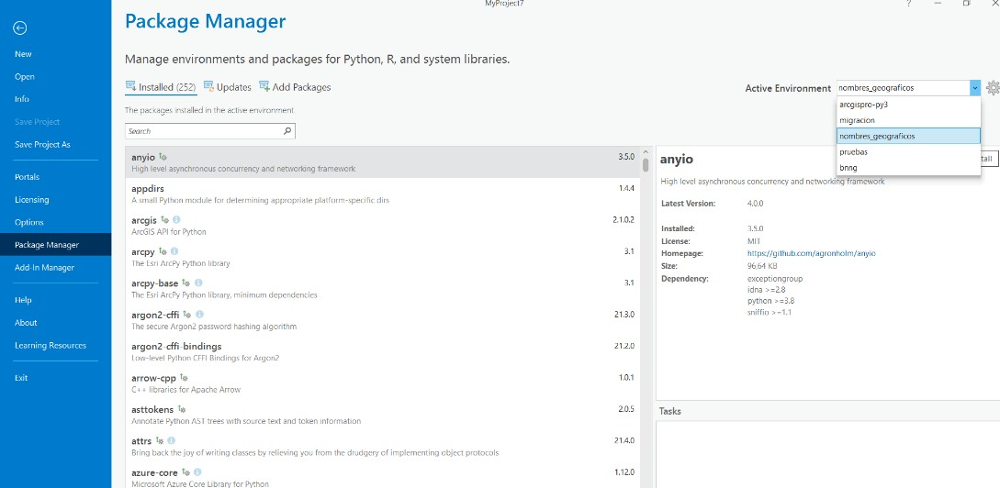 MyProject7
?
Package Manager
New
Open
Info
Save Project
Save Project As
Portals
Licensing
Options
Package Manager
Add-In Manager
Help
About
Learning Resources
Exit
Manage environments and packages for Python, R, and system libraries.
Installed (252) Updates Add Packages
Active Environment nombres_geograficos
arcgispro-py3
migracion
nombres_geograficos
pruebas
bnng
The packages installed in the active environment.
Search
anyio 3.5.0
High level asynchronous concurrency and networking framework
appdirs 1.4.4
A small Python module for determining appropriate platform-specific dirs
arcgis 2.1.0.2
ArcGIS API for Python
arcpy 3.1
The Esri ArcPy Python library
arcpy-base 3.1
The Esri ArcPy Python library, minimum dependencies
argon2-cffi 21.3.0
The secure Argon2 password hashing algorithm
argon2-cffi-bindings 21.2.0
Low-level Python CFFI Bindings for Argon2
arrow-cpp 1.0.1
C++ libraries for Apache Arrow
asttokens 2.0.5
Annotate Python AST trees with source text and token information
attrs 21.4.0
Bring back the joy of writing classes by relieving you from the drudgery of implementing object protocols
azure-core 1.12.0
Microsoft Azure Core Library for Python
anyio
tall
High level asynchronous concurrency and networking framework
Latest Version: 4.0.0
Installed: 3.5.0
License: MIT
Homepage: https://github.com/agronholm/anyio
Size: 96,64 KB
Dependency: exceptiongroup
idna >=2.8
python >=3.8
sniffio >=1.1
Tasks